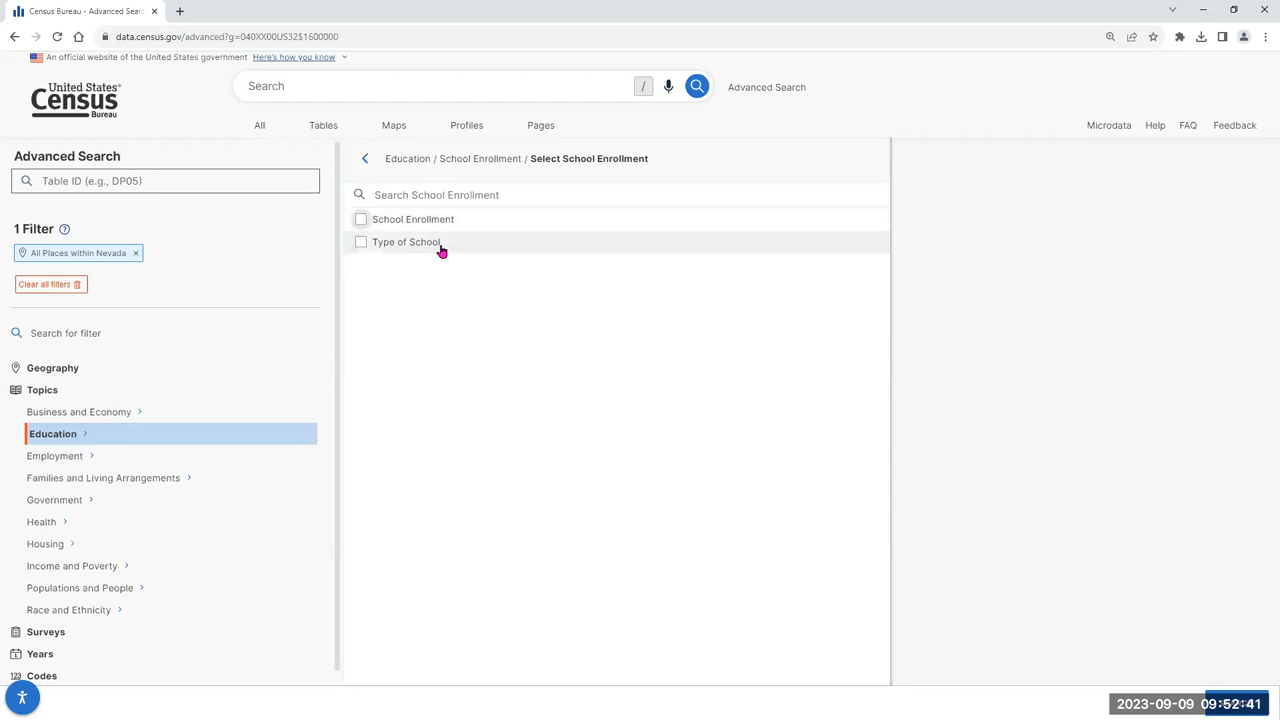 Census Bureau - Advanced Sear
data.census.gov/advanced?g=040XX00US32$1600000
An official website of the United States government Here's how you know
United States® Census Bureau
Search / Advanced Search
All Tables Maps Profiles Pages Microdata Help FAQ Feedback
Advanced Search
Table ID (e.g., DP05)
1 Filter ?
All Places within Nevada ×
Clear all filters
Search for filter
Geography
Topics
Business and Economy
Education
Employment
Families and Living Arrangements
Government
Health
Housing
Income and Poverty
Populations and People
Race and Ethnicity
Surveys
Years
123 Codes
Education / School Enrollment / Select School Enrollment
Search School Enrollment
School Enrollment
Type of School
2023-09-09 09:52:41